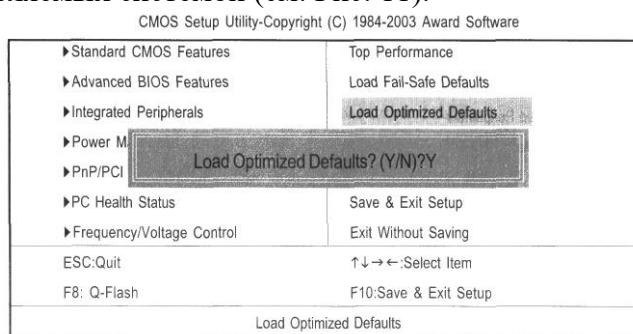 CMOS Setup Utility-Copyright (C) 1984-2003 Award Software
▶Standard CMOS Features Top Performance
▶Advanced BIOS Features Load Fail-Safe Defaults
▶Integrated Peripherals Load Optimized Defaults
▶Power M
▶PnP/PCI
Load Optimized Defaults? (Y/N)?Y
▶PC Health Status Save & Exit Setup
▶Frequency/Voltage Control Exit Without Saving
ESC:Quit ↑↓→←:Select Item
F8: Q-Flash F10:Save & Exit Setup
Load Optimized Defaults